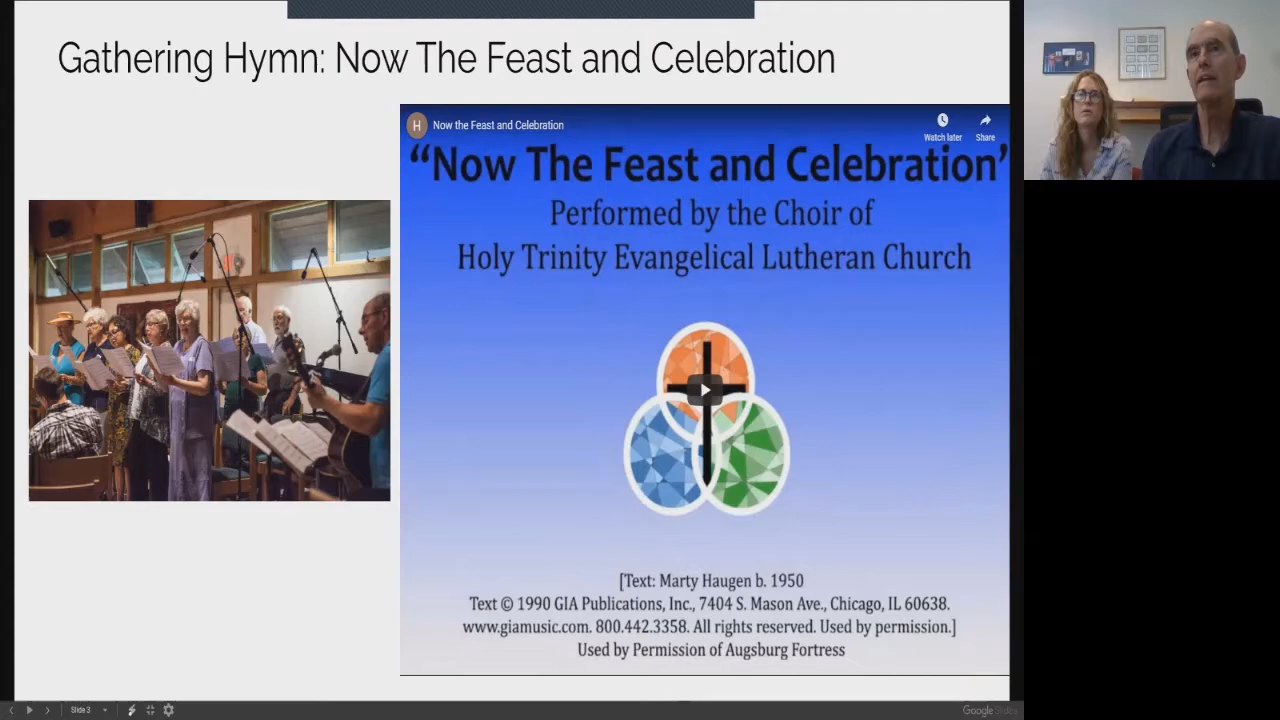 Gathering Hymn: Now The Feast and Celebration
H
Now the Feast and Celebration
Watch later
Share
“Now The Feast and Celebration’
Performed by the Choir of
Holy Trinity Evangelical Lutheran Church
[Text: Marty Haugen b. 1950
Text © 1990 GIA Publications, Inc., 7404 S. Mason Ave., Chicago, IL 60638.
www.giamusic.com. 800.442.3358. All rights reserved. Used by permission.]
Used by Permission of Augsburg Fortress
Slide 3
Google Slides